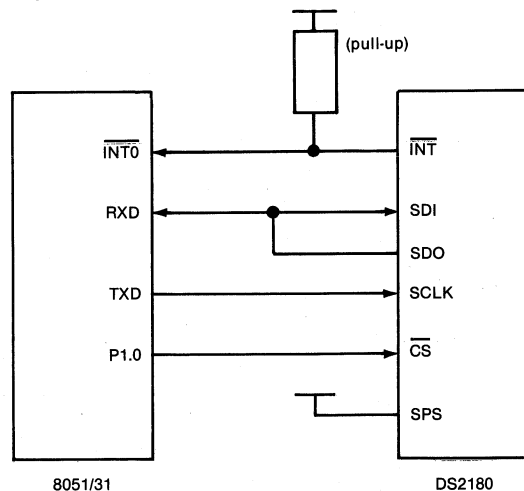 (pull-up)
INT0 INT
RXD SDI
SDO
TXD SCLK
P1.0 CS
SPS
8051/31 DS2180